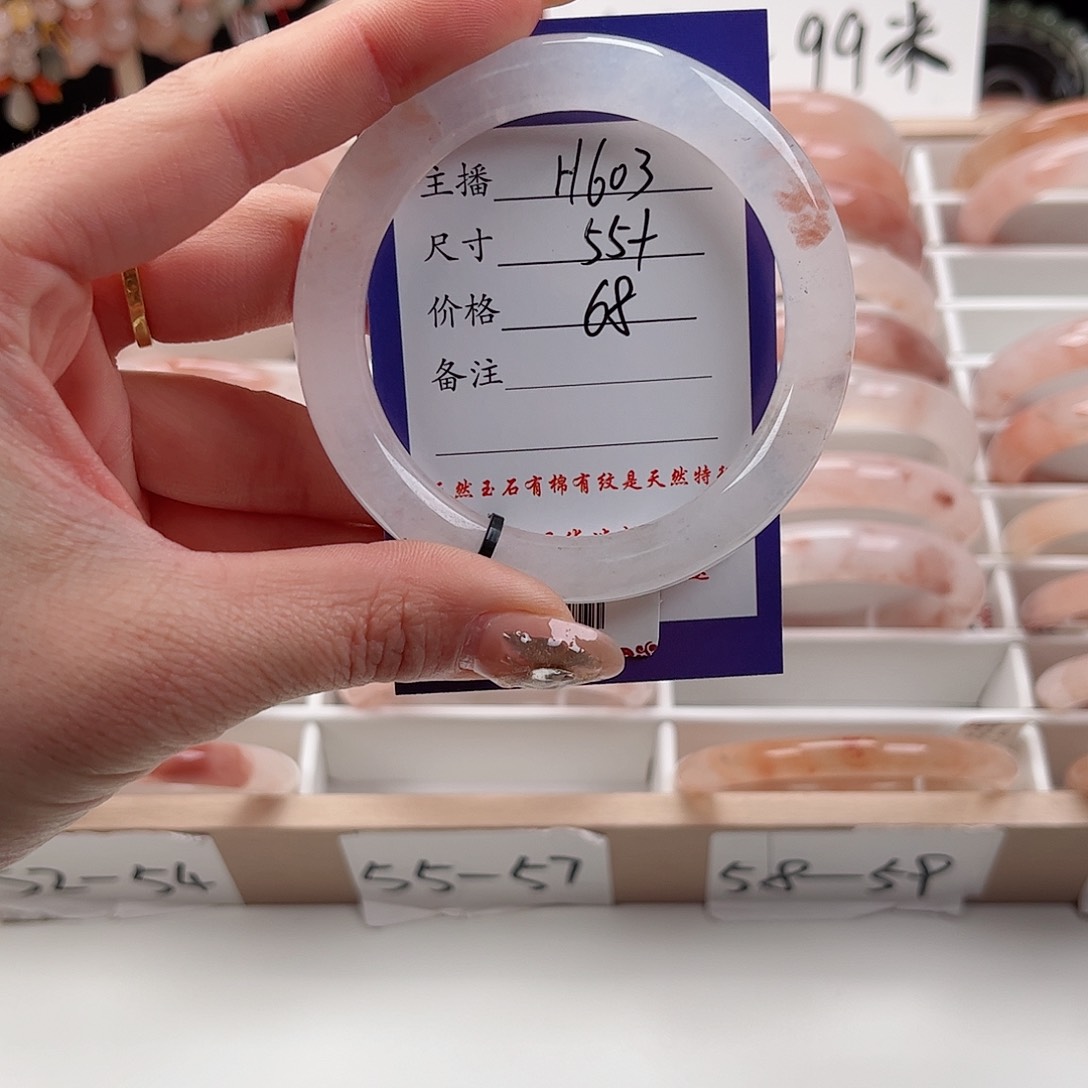 99米
主播 H603
尺寸 55+
价格 68
备注
天然玉石有棉有纹是天然特
52-54
55-57
58-59